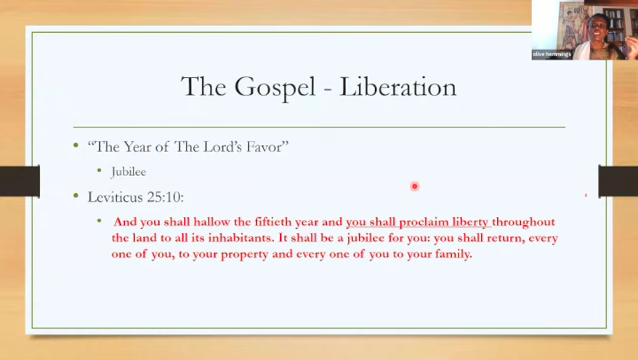 olive hemmings
The Gospel - Liberation
• “The Year of The Lord’s Favor”
• Jubilee
• Leviticus 25:10:
• And you shall hallow the fiftieth year and you shall proclaim liberty throughout
the land to all its inhabitants. It shall be a jubilee for you: you shall return, every
one of you, to your property and every one of you to your family.